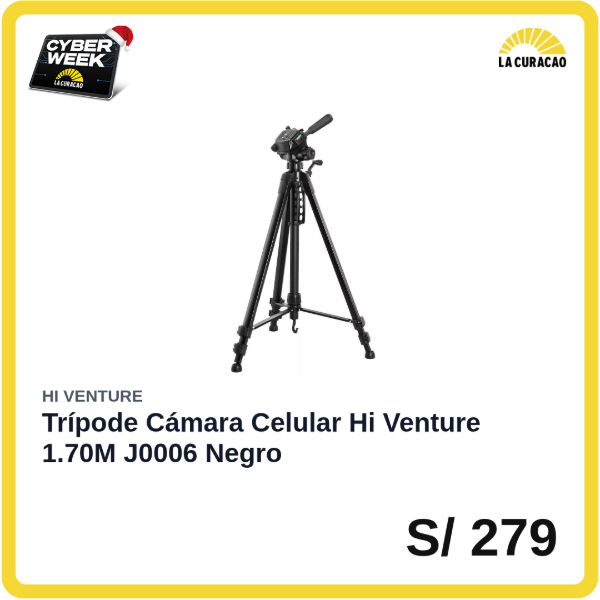 CYBER
WEEK
LA CURACAO
LA CURACAO
HI VENTURE
Trípode Cámara Celular Hi Venture
1.70M J0006 Negro
S/ 279